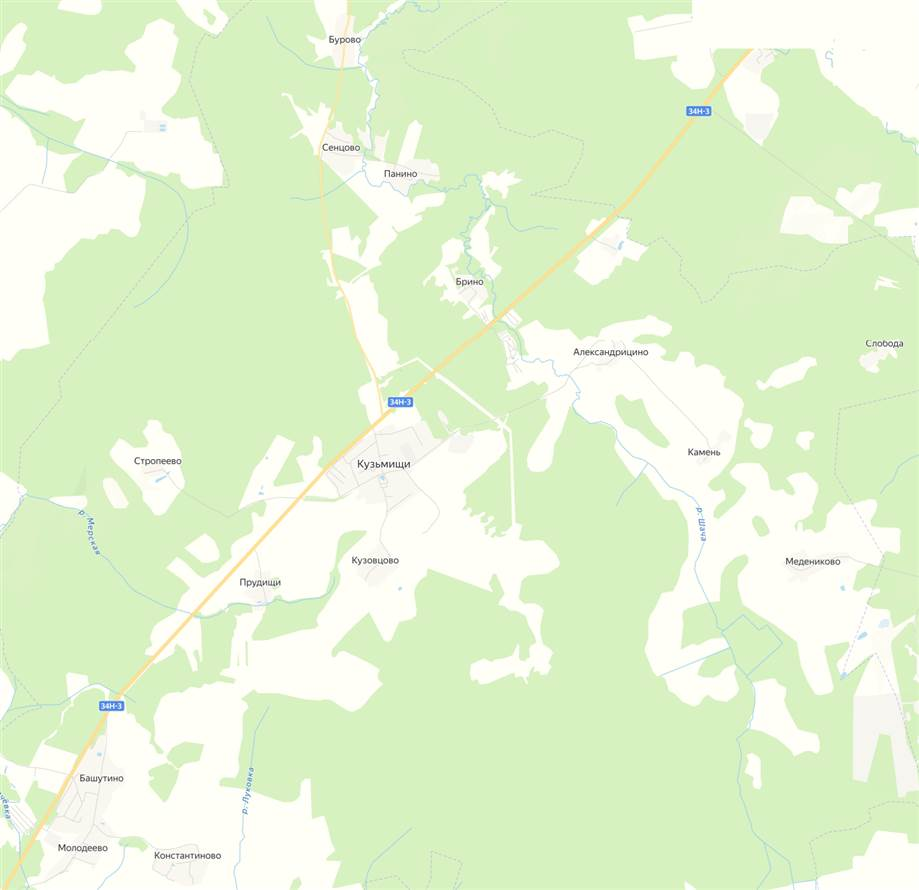 Бурово
34Н-3
Сенцово
Панино
Брино
Слобода
Александрицино
34Н-3
Камень
Стропеево
Кузьмищи
р. Мерская
р. Шача
Кузовцово
Медениково
Прудищи
34Н-3
Башутино
р. Луковка
Молодеево
Константиново